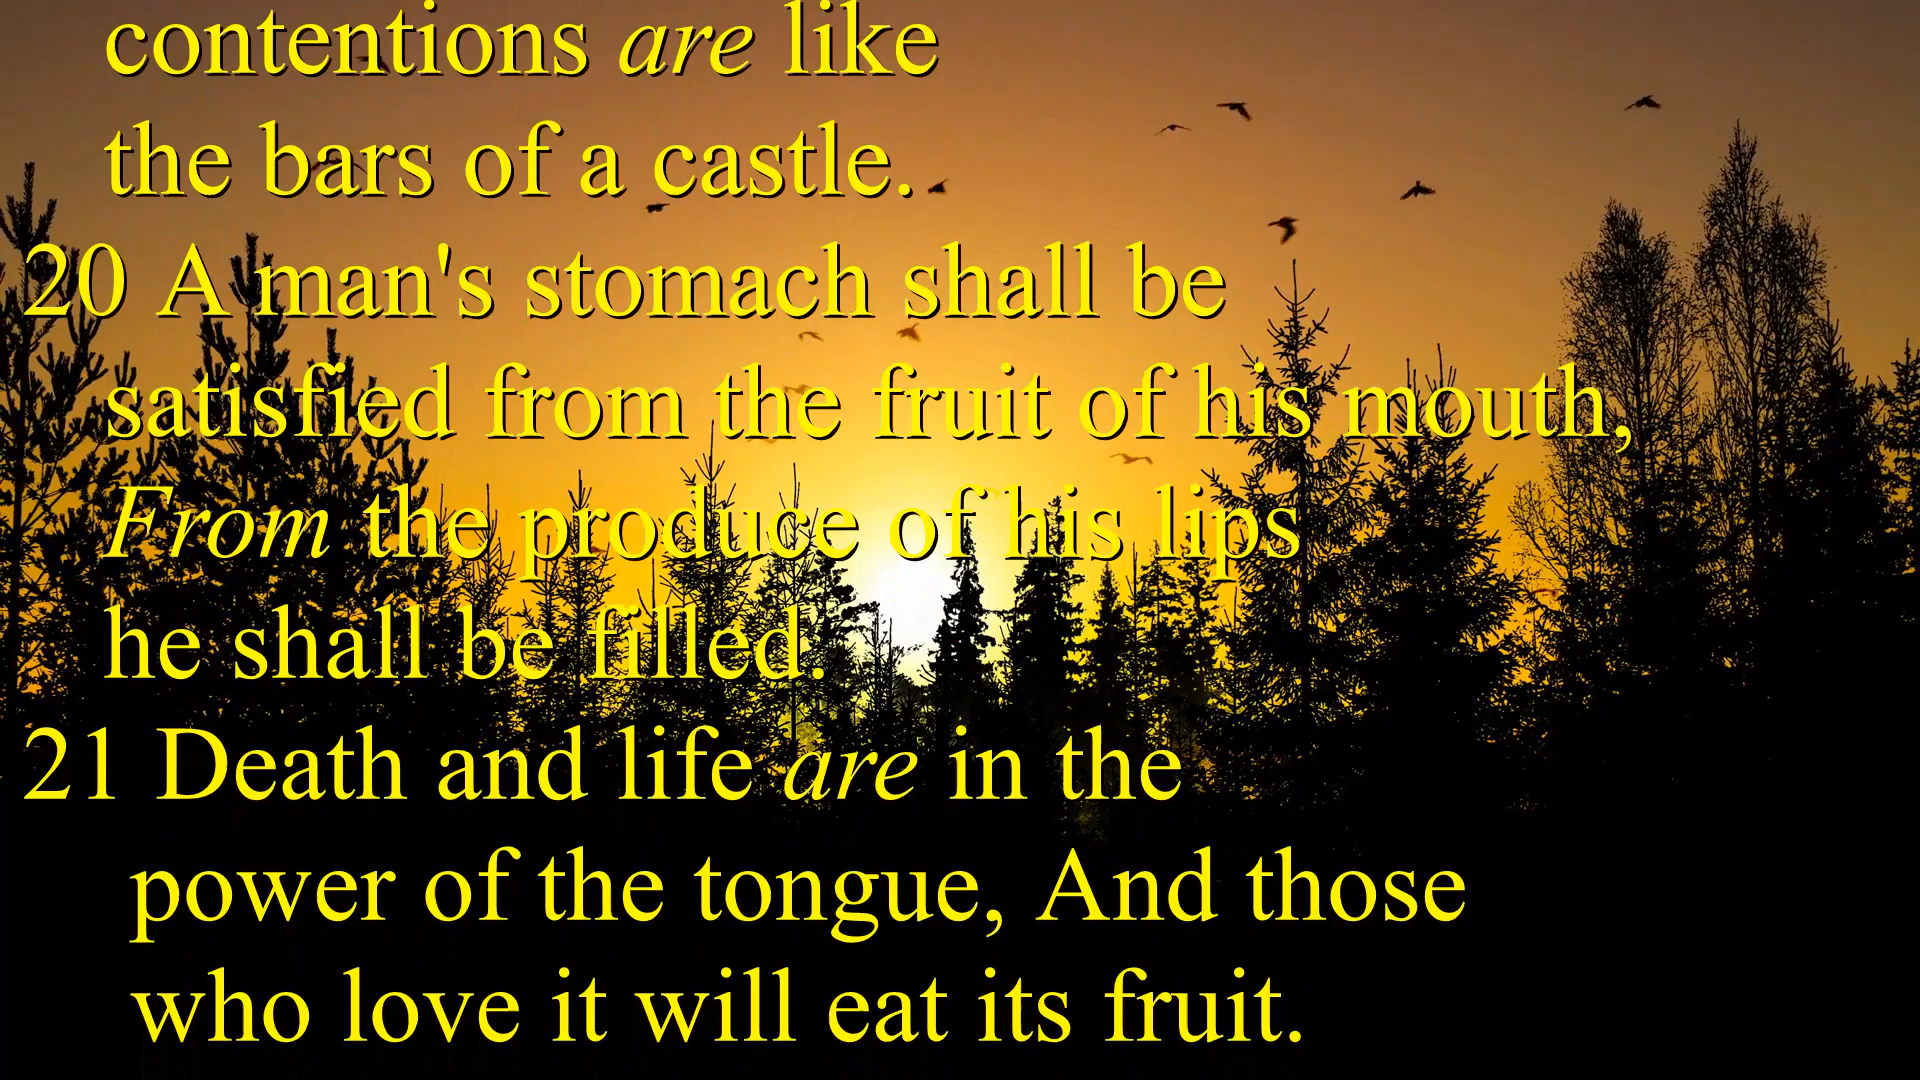 contentions are like
the bars of a castle.
20 A man's stomach shall be
satisfied from the fruit of his mouth,
From the produce of his lips
he shall be filled.
21 Death and life are in the
power of the tongue, And those
who love it will eat its fruit.